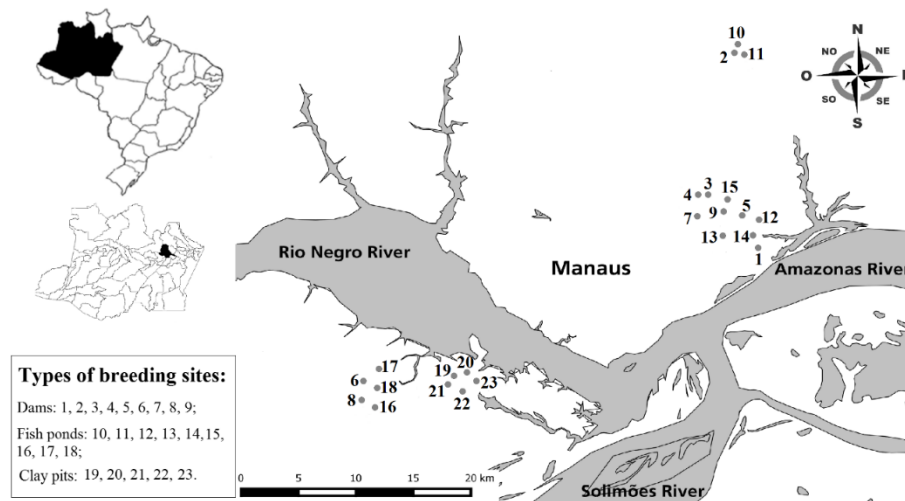 10
2 11
N
NO NE
O E
SO SE
S
4 3 15
7 9 5 12
13 14
1
Rio Negro River
Manaus
Amazonas River
17
6 18
8 16
19 20
21 23
22
Types of breeding sites:
Dams: 1, 2, 3, 4, 5, 6, 7, 8, 9;
Fish ponds: 10, 11, 12, 13, 14,15,
16, 17, 18;
Clay pits: 19, 20, 21, 22, 23.
0 10 20 km
Solimões River